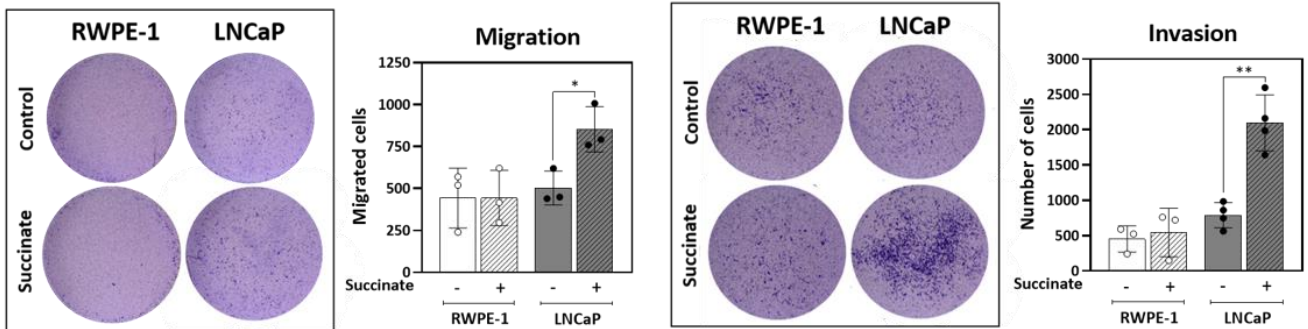 RWPE-1 LNCaP
Control
Succinate
Migration
Migrated cells
1250
1000
750
500
250
0
*
Succinate - + - +
RWPE-1 LNCaP
RWPE-1 LNCaP
Control
Succinate
Invasion
Number of cells
3000
2500
2000
1500
1000
500
0
**
Succinate - + - +
RWPE-1 LNCaP